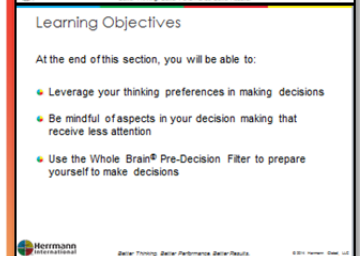 Learning Objectives
At the end of this section, you will be able to:
Leverage your thinking preferences in making decisions
Be mindful of aspects in your decision making that
receive less attention
Use the Whole Brain® Pre-Decision Filter to prepare
yourself to make decisions
Herrmann
International
Better Thinking. Better Performance. Better Results.